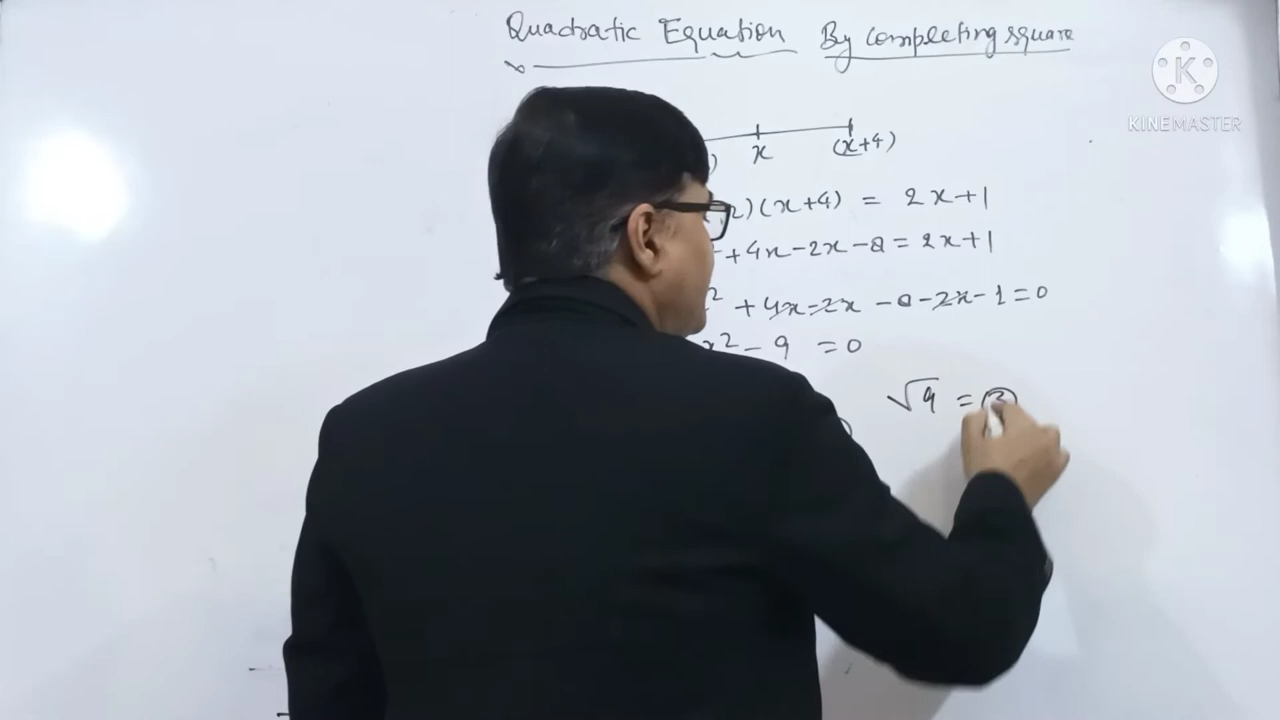 Quadratic Equation By completing square
KINEMASTER
x (x+4)
2)(x+4) = 2x+1
+4x-2x-8 = 2x+1
2 +4x-2x -8-2x-1=0
x² - 9 = 0
√9 = 3